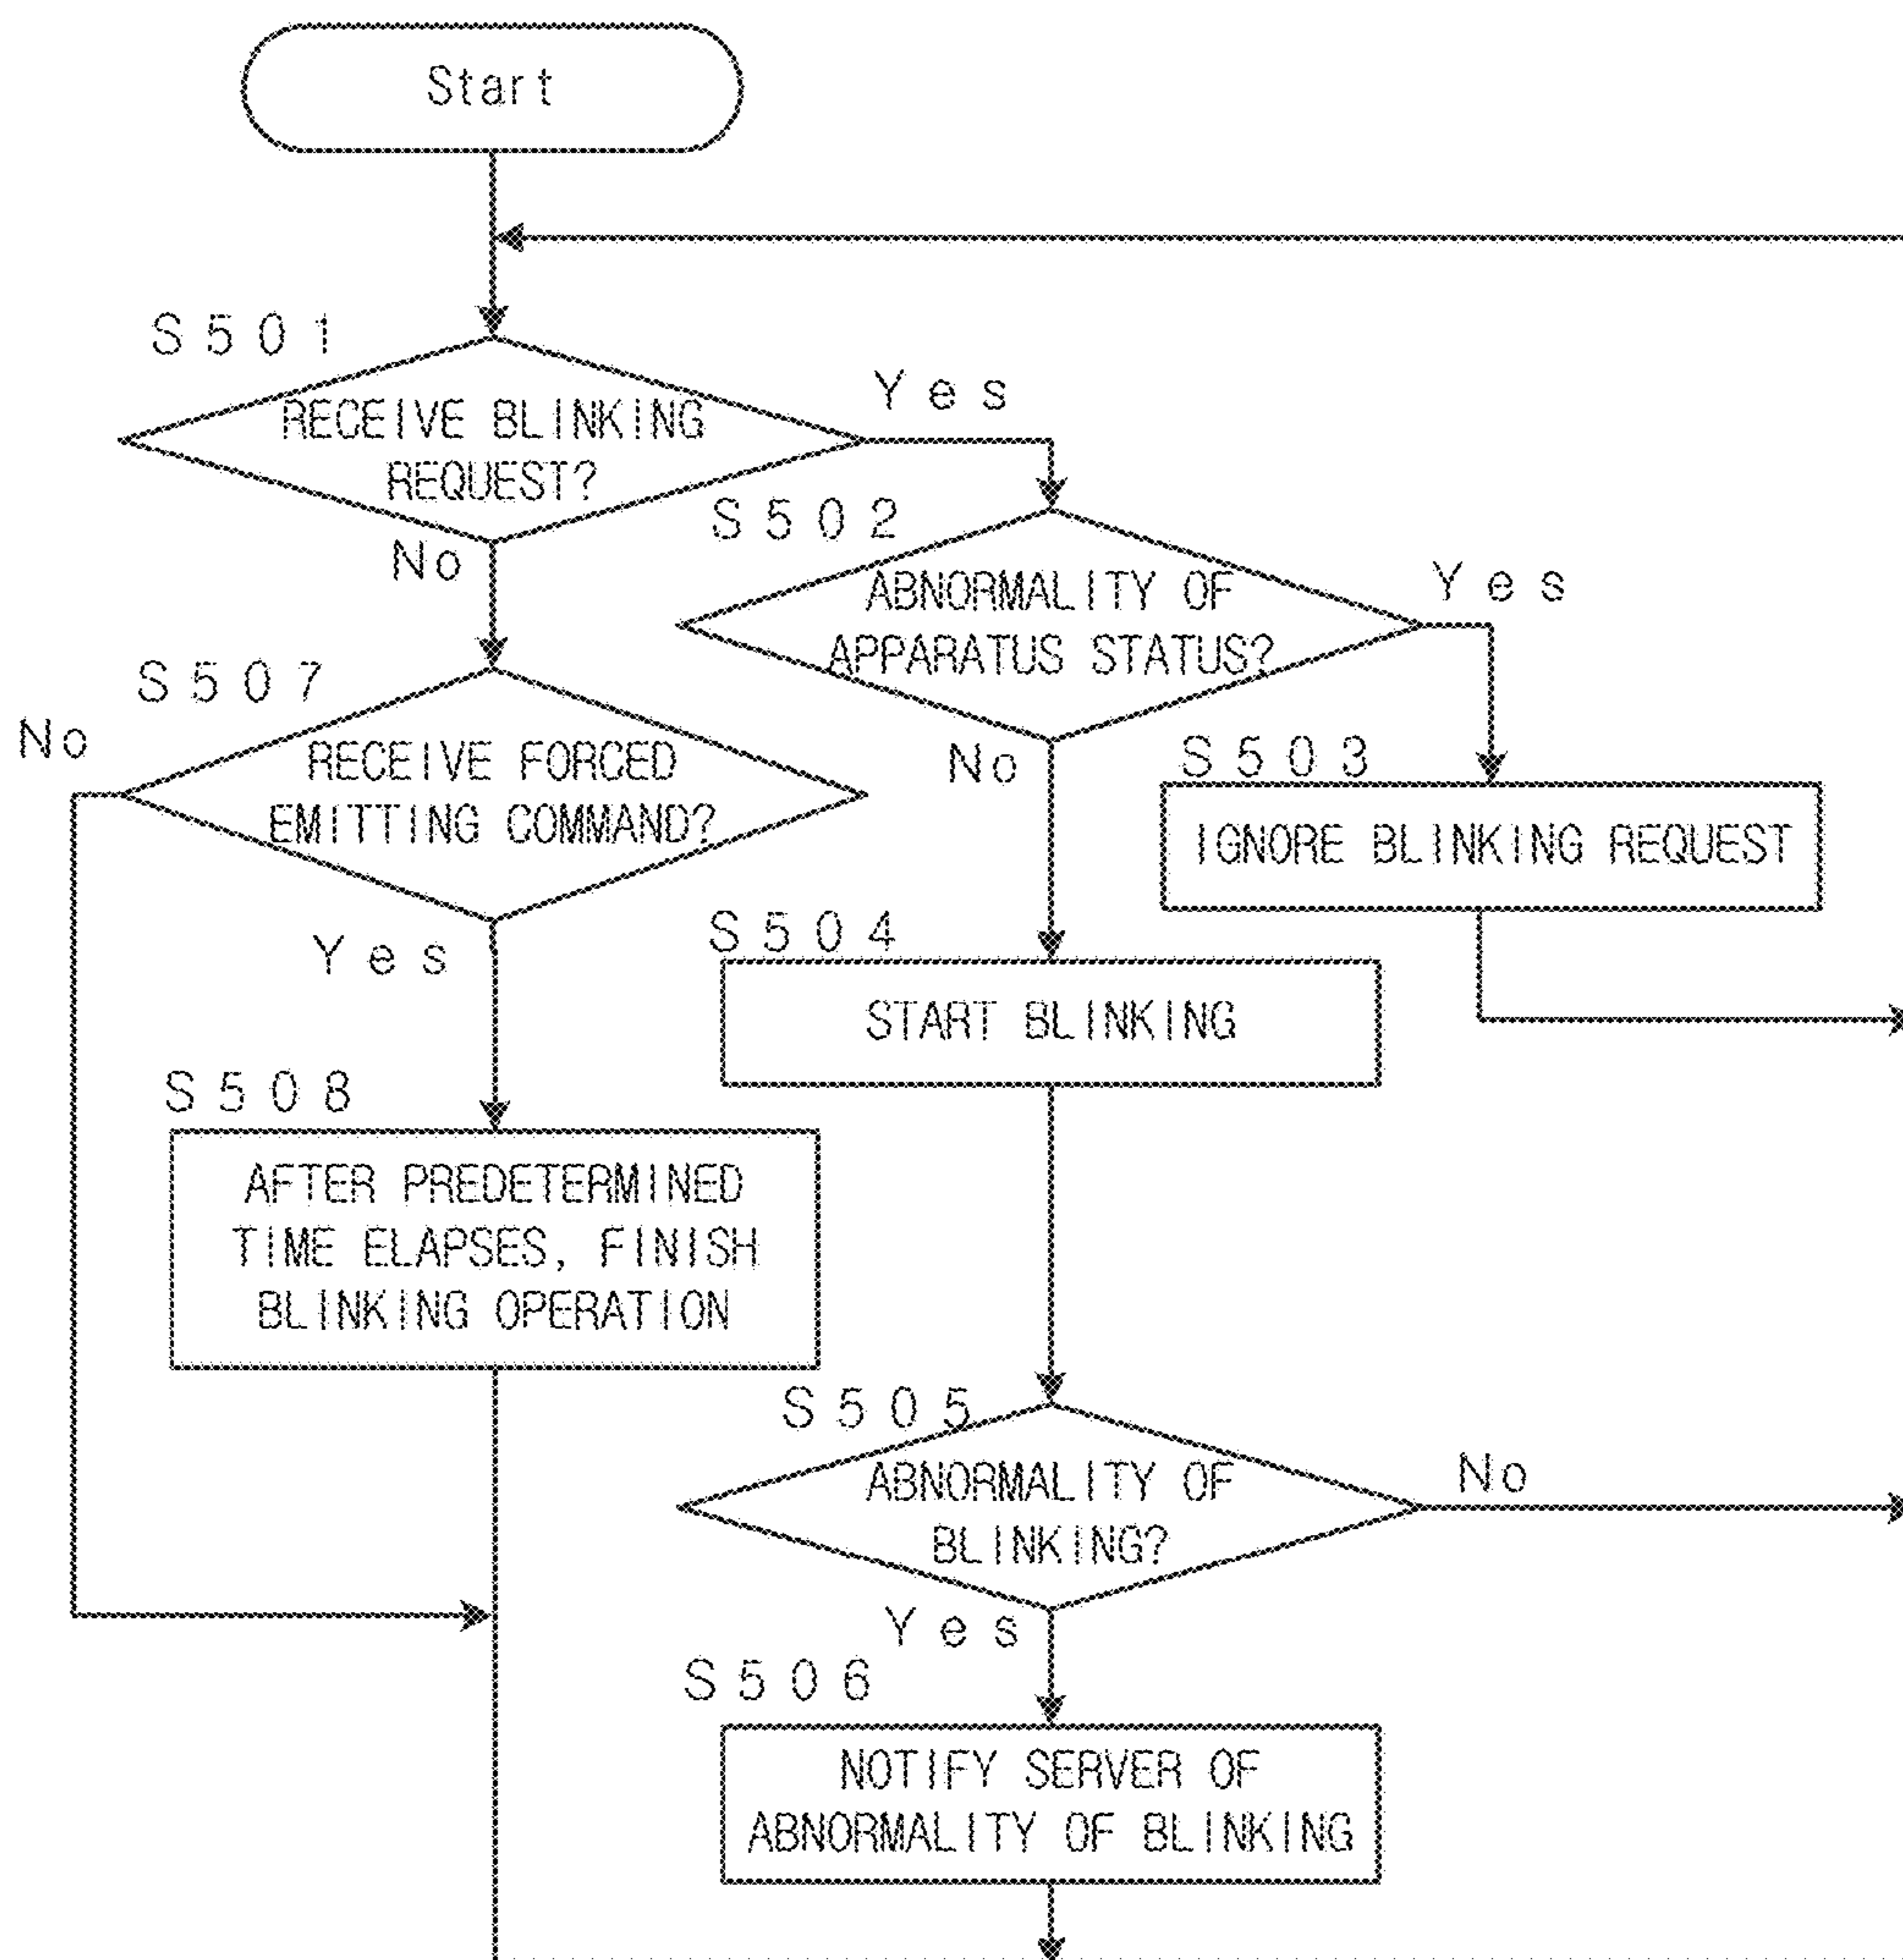 Start
S501
RECEIVE BLINKING
REQUEST?
Yes
No
S502
ABNORMALITY OF
APPARATUS STATUS?
Yes
No
S503
IGNORE BLINKING REQUEST
S507
RECEIVE FORCED
EMITTING COMMAND?
No
Yes
S504
START BLINKING
S508
AFTER PREDETERMINED
TIME ELAPSES, FINISH
BLINKING OPERATION
S505
ABNORMALITY OF
BLINKING?
No
Yes
S506
NOTIFY SERVER OF
ABNORMALITY OF BLINKING